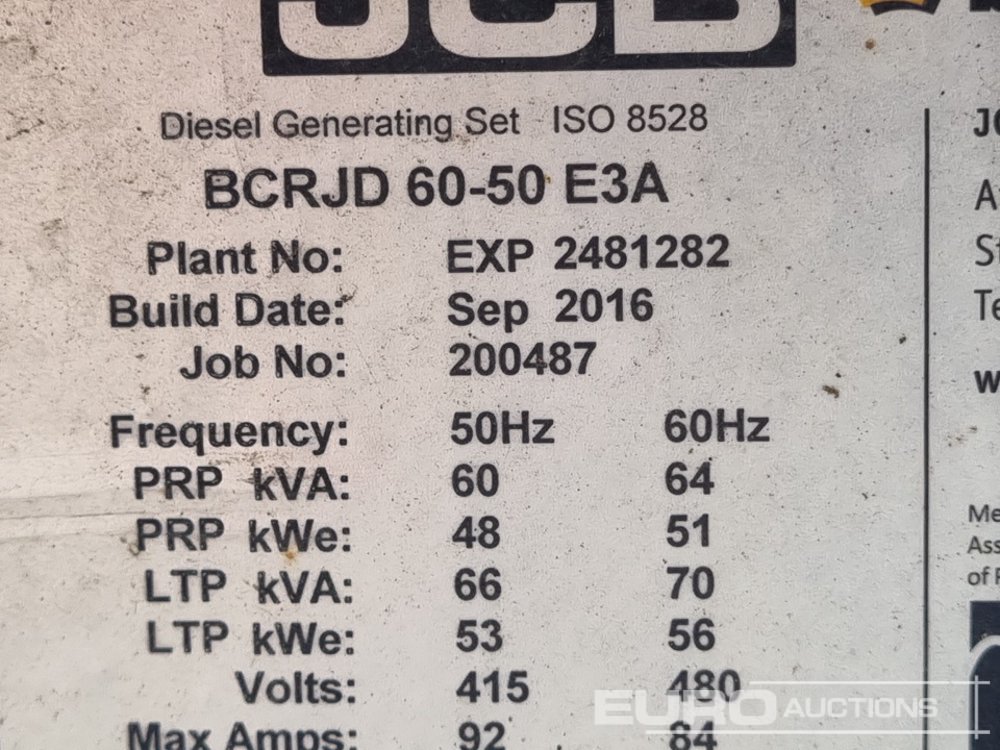 JCB
Diesel Generating Set ISO 8528
BCRJD 60-50 E3A
Plant No: EXP 2481282
Build Date: Sep 2016
Job No: 200487
Frequency: 50Hz 60Hz
PRP kVA: 60 64
PRP kWe: 48 51
LTP kVA: 66 70
LTP kWe: 53 56
Volts: 415 480
Max Amps: 92 84
EURO AUCTIONS